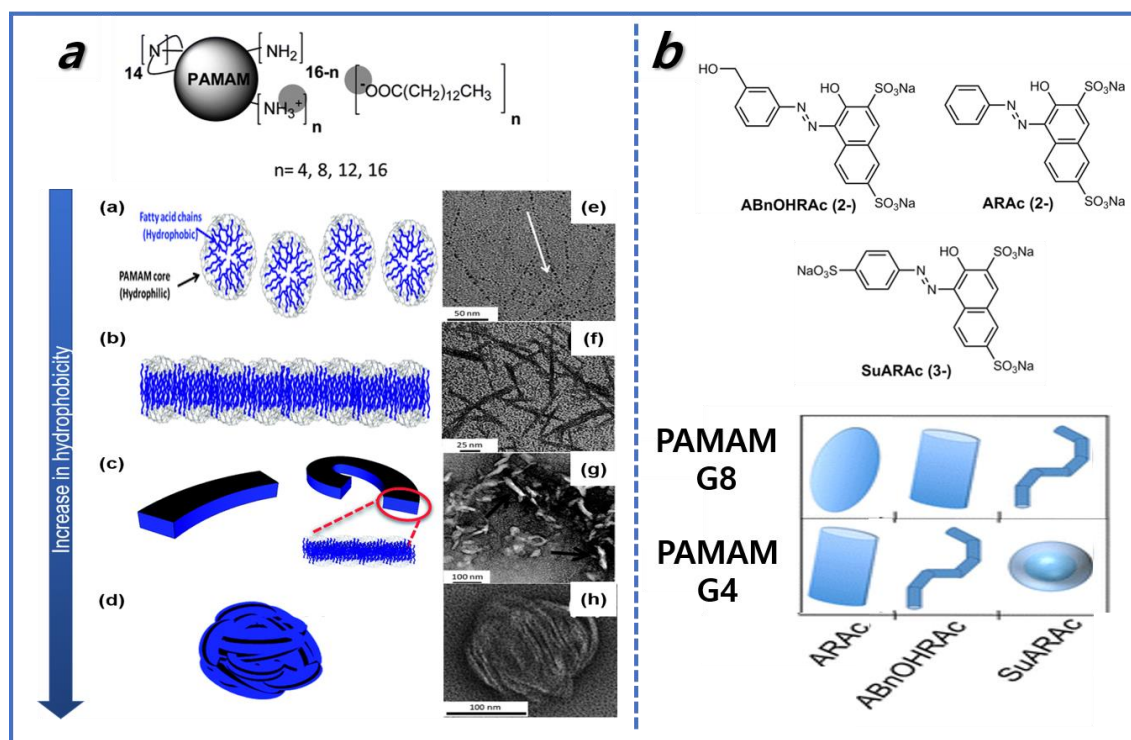 a
[N]
14
PAMAM
[NH2]
16-n
[NH3+]n
[-OOC(CH2)12CH3]n
n= 4, 8, 12, 16
Increase in hydrophobicity
(a)
Fatty acid chains
(Hydrophobic)
PAMAM core
(Hydrophilic)
(e)
50 nm
(b)
(f)
25 nm
(c)
(g)
100 nm
(d)
(h)
100 nm
b
HO
HO
SO3Na
N
N
SO3Na
ABnOHRAc (2-)
HO
SO3Na
N
N
SO3Na
ARAc (2-)
NaO3S
HO
SO3Na
N
N
SO3Na
SuARAc (3-)
PAMAM
G8
PAMAM
G4
ARAc
ABnOHRAc
SuARAc